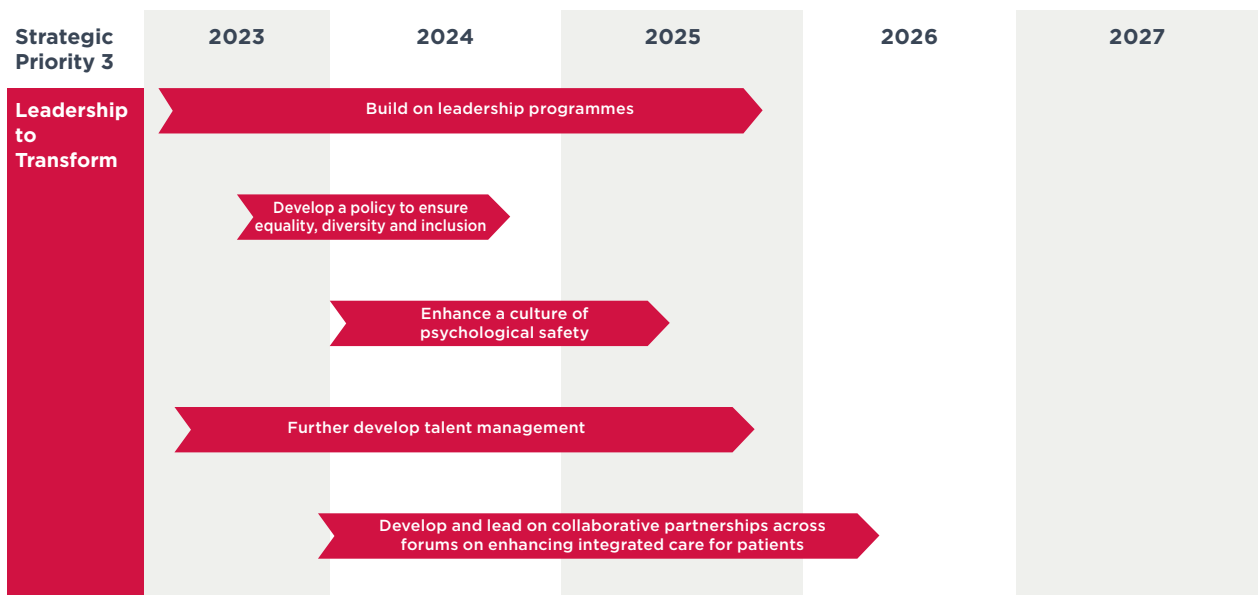 Strategic
Priority 3
2023
2024
2025
2026
2027
Leadership
to
Transform
Build on leadership programmes
Develop a policy to ensure
equality, diversity and inclusion
Enhance a culture of
psychological safety
Further develop talent management
Develop and lead on collaborative partnerships across
forums on enhancing integrated care for patients